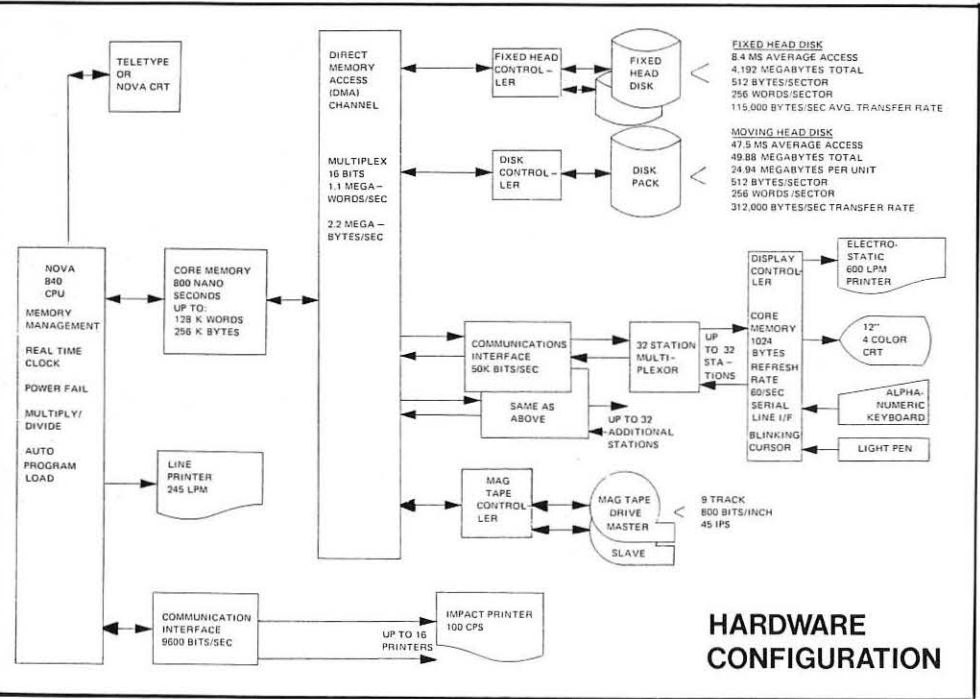 TELETYPE
OR
NOVA CRT
DIRECT
MEMORY
ACCESS
(DMA)
CHANNEL
MULTIPLEX
16 BITS
1.1 MEGA-
WORDS/SEC
2.2 MEGA-
BYTES/SEC
FIXED HEAD
CONTROL-
LER
FIXED
HEAD
DISK
FIXED HEAD DISK
8.4 MS AVERAGE ACCESS
4.192 MEGABYTES TOTAL
512 BYTES/SECTOR
256 WORDS/SECTOR
115,000 BYTES/SEC AVG. TRANSFER RATE
DISK
CONTROL-
LER
DISK
PACK
MOVING HEAD DISK
47.5 MS AVERAGE ACCESS
49.88 MEGABYTES TOTAL
24.94 MEGABYTES PER UNIT
512 BYTES/SECTOR
256 WORDS/SECTOR
312,000 BYTES/SEC TRANSFER RATE
NOVA
840
CPU
MEMORY
MANAGEMENT
REAL TIME
CLOCK
POWER FAIL
MULTIPLY/
DIVIDE
AUTO
PROGRAM
LOAD
CORE MEMORY
800 NANO
SECONDS
UP TO:
128 K WORDS
256 K BYTES
COMMUNICATIONS
INTERFACE
50K BITS/SEC
SAME AS
ABOVE
UP TO 32
ADDITIONAL
STATIONS
32 STATION
MULTI-
PLEXOR
UP
TO 32
STA-
TIONS
DISPLAY
CONTROL-
LER
CORE
MEMORY
1024
BYTES
REFRESH
RATE
60/SEC
SERIAL
LINE I/F
BLINKING
CURSOR
ELECTRO-
STATIC
600 LPM
PRINTER
12"
4 COLOR
CRT
ALPHA-
NUMERIC
KEYBOARD
LIGHT PEN
LINE
PRINTER
245 LPM
MAG
TAPE
CONTROL-
LER
MAG TAPE
DRIVE
MASTER
SLAVE
9 TRACK
800 BITS/INCH
45 IPS
COMMUNICATION
INTERFACE
9600 BITS/SEC
UP TO 16
PRINTERS
IMPACT PRINTER
100 CPS
HARDWARE
CONFIGURATION